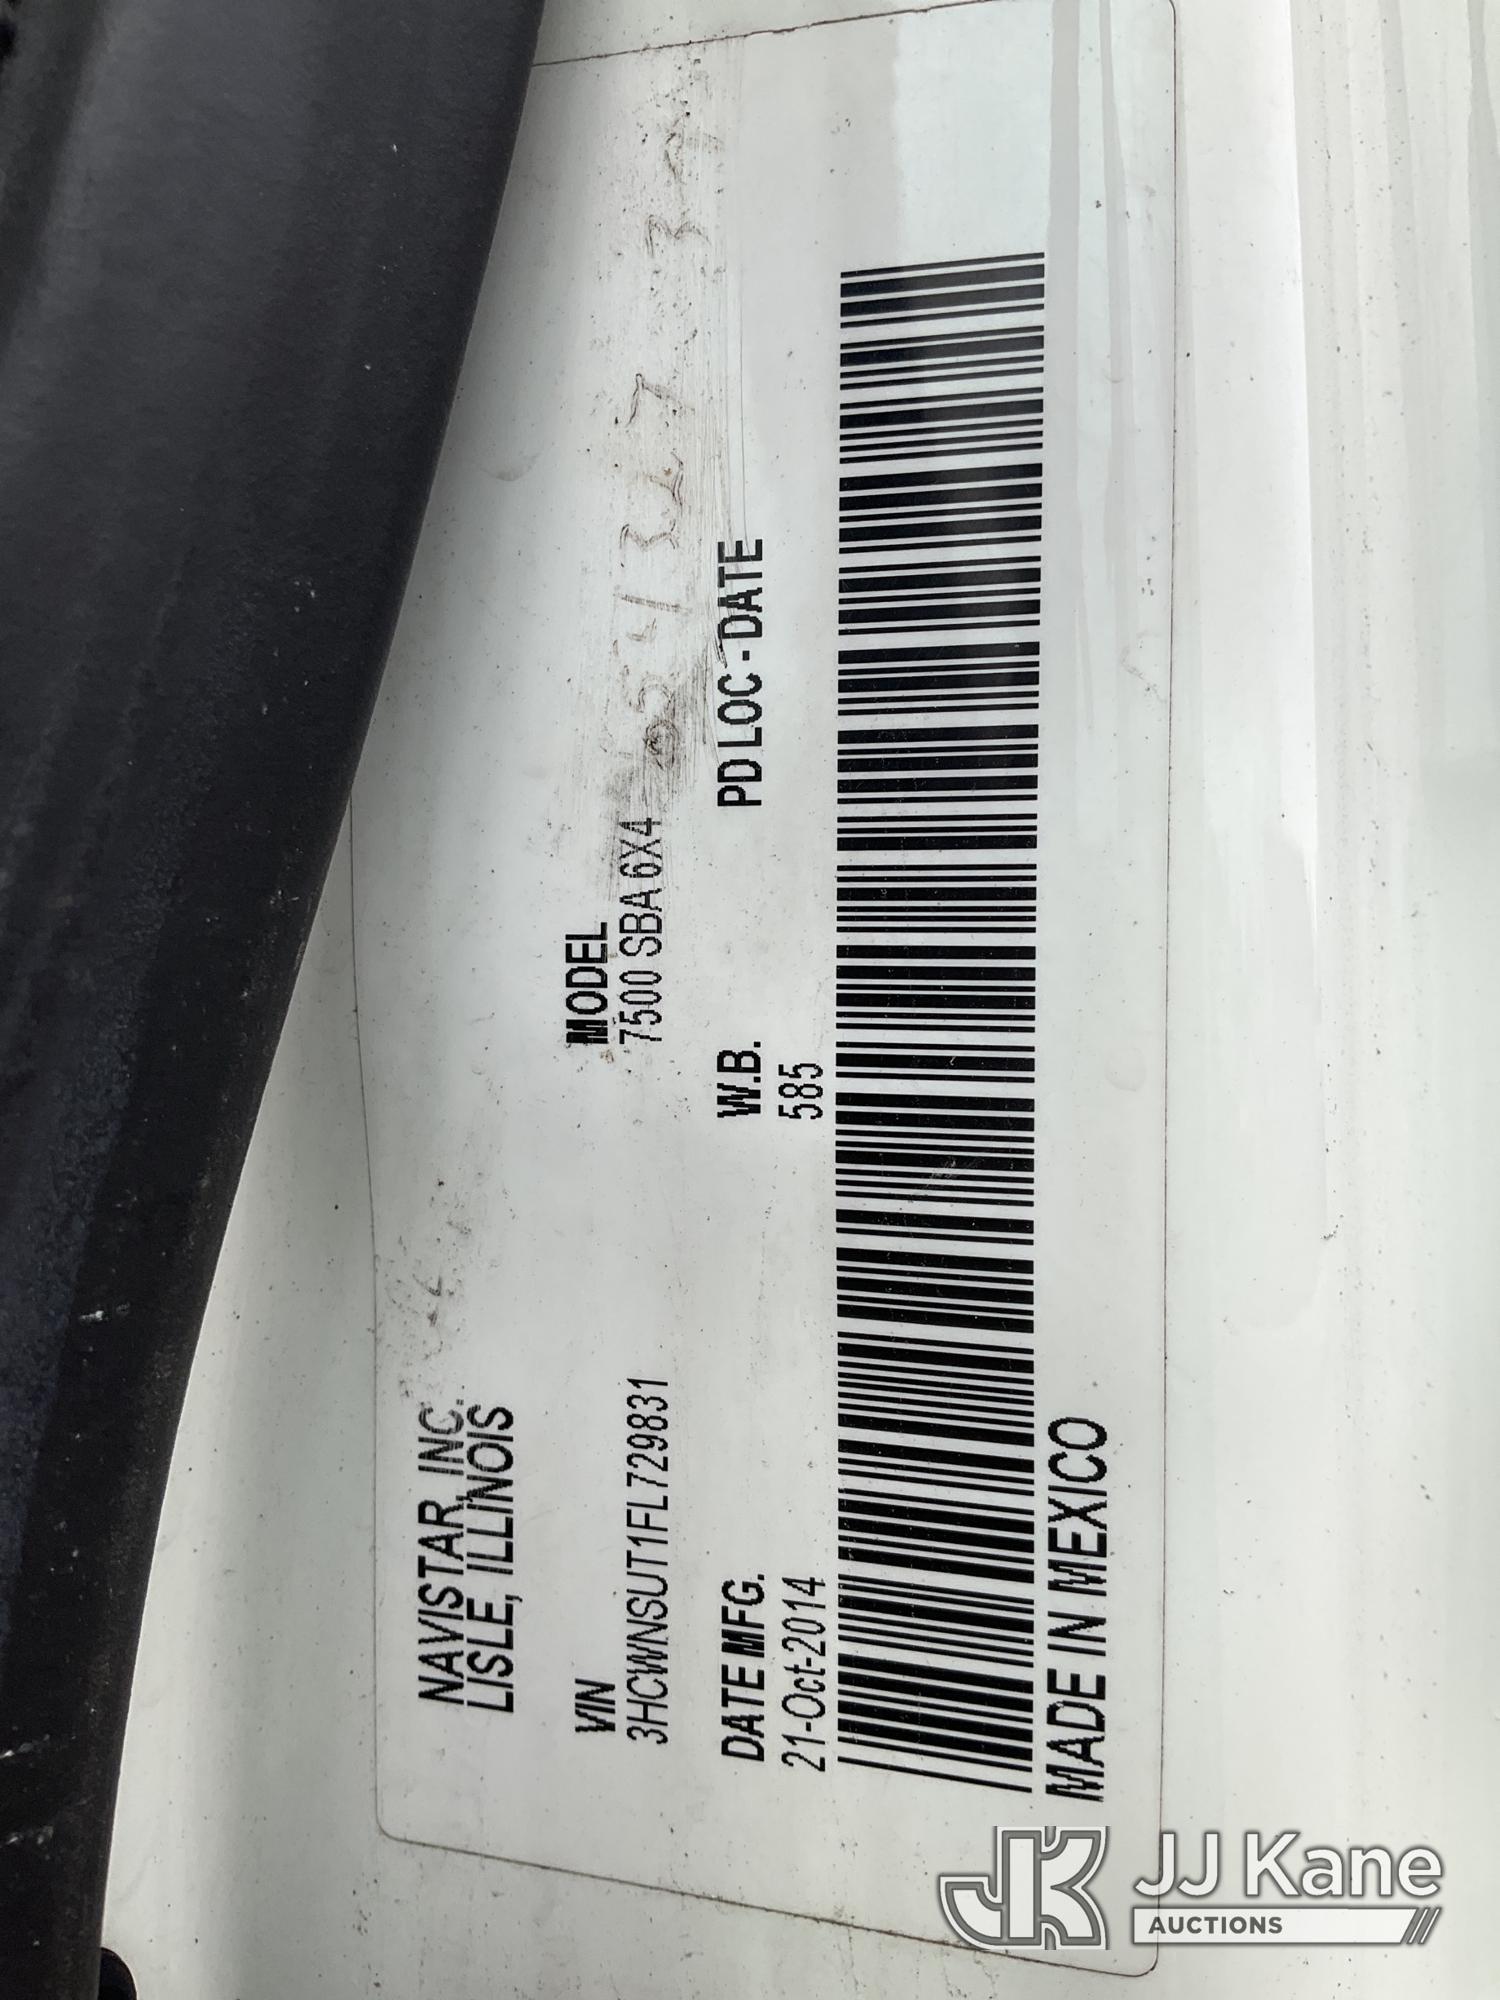 NAVISTAR, INC.
LISLE, ILLINOIS
VIN
3HCWNSUT1FL729831
MODEL
7500 SBA 6X4
DATE MFG.
21-Oct-2014
W.B.
585
PD LOC - DATE
MADE IN MEXICO
JJ Kane
AUCTIONS